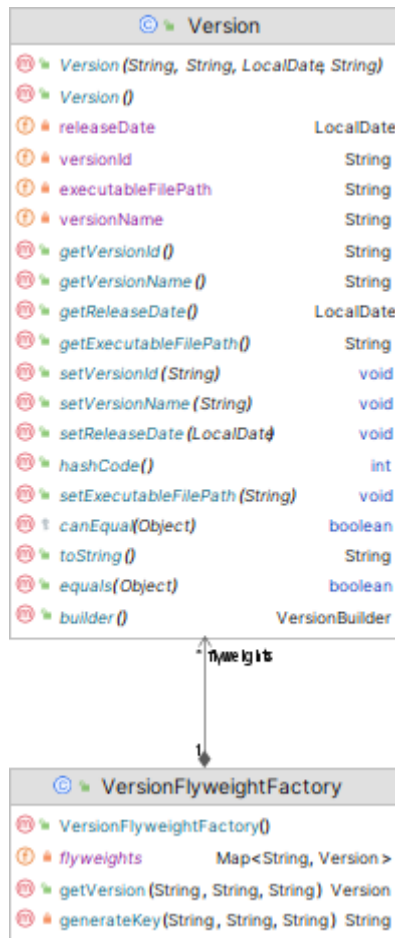 Version
Version (String, String, LocalDate, String)
Version ()
releaseDate LocalDate
versionId String
executableFilePath String
versionName String
getVersionId () String
getVersionName () String
getReleaseDate() LocalDate
getExecutableFilePath() String
setVersionId (String) void
setVersionName (String) void
setReleaseDate (LocalDate) void
hashCode() int
setExecutableFilePath (String) void
canEqual(Object) boolean
toString () String
equals (Object) boolean
builder () VersionBuilder
* flyweights
1
VersionFlyweightFactory
VersionFlyweightFactory()
flyweights Map<String, Version>
getVersion (String, String, String) Version
generateKey(String, String, String) String